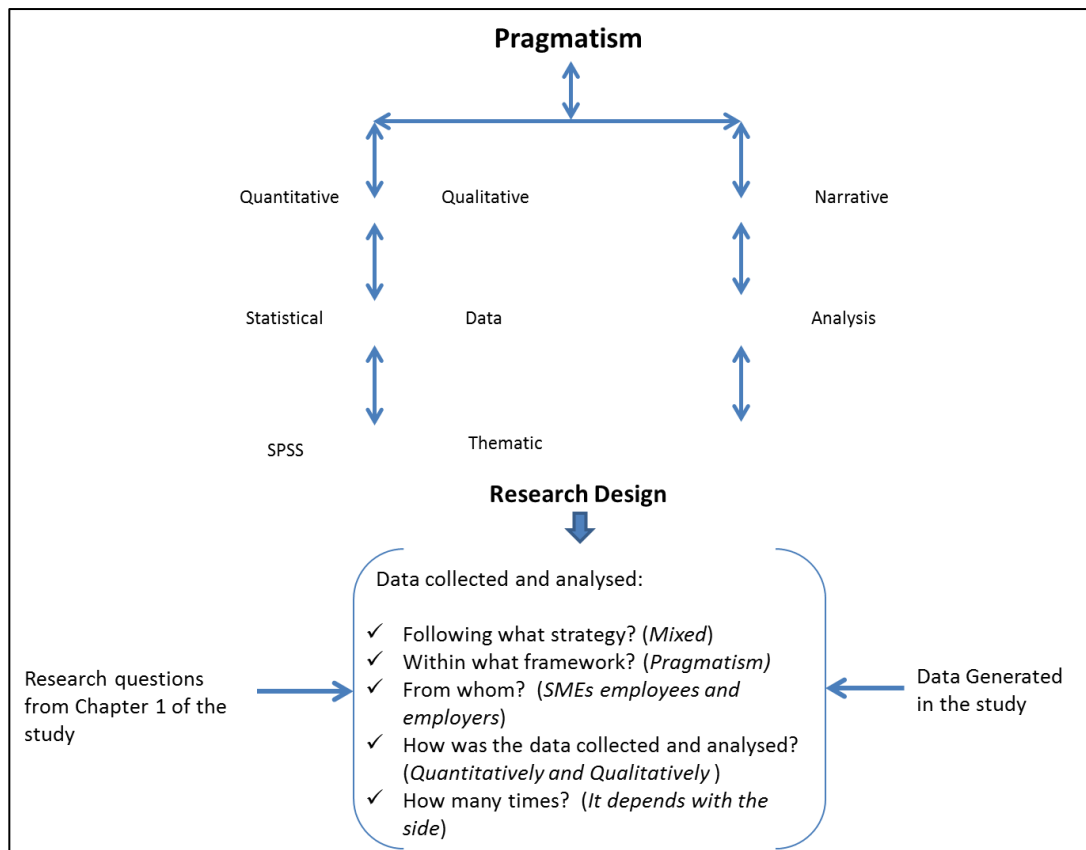 Pragmatism
Quantitative Qualitative Narrative
Statistical Data Analysis
SPSS Thematic
Research Design
Data collected and analysed:
✓ Following what strategy? (Mixed)
✓ Within what framework? (Pragmatism)
✓ From whom? (SMEs employees and
employers)
✓ How was the data collected and analysed?
(Quantitatively and Qualitatively )
✓ How many times? (It depends with the
side)
Research questions
from Chapter 1 of the
study
Data Generated
in the study